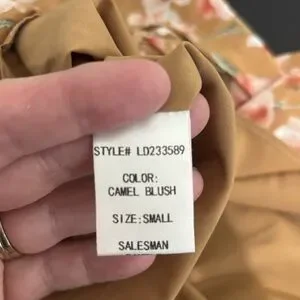 STYLE# LD233589
COLOR:
CAMEL BLUSH
SIZE:SMALL
SALESMAN